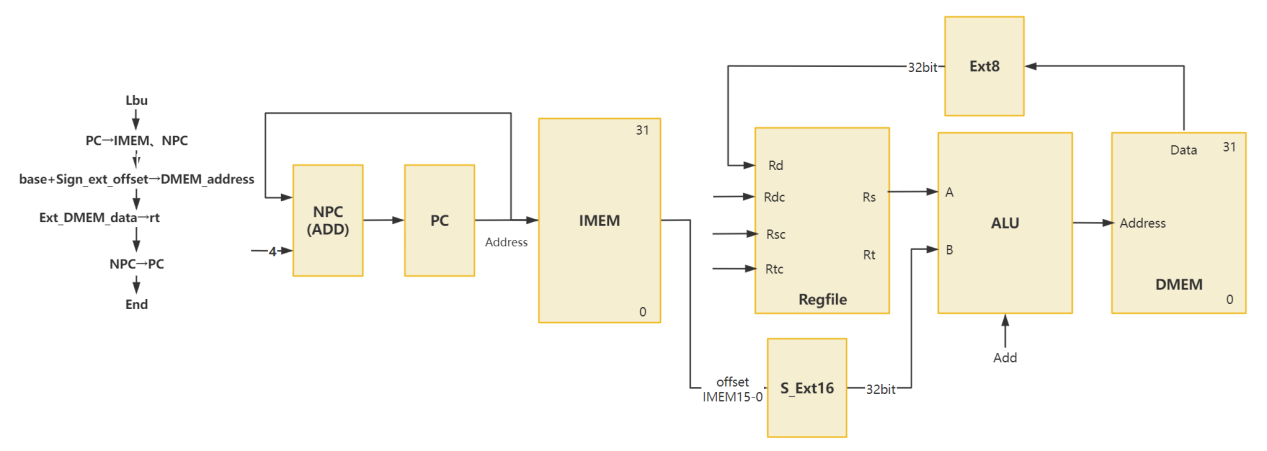 Lbu
PC→IMEM、NPC
base+Sign_ext_offset→DMEM_address
Ext_DMEM_data→rt
NPC→PC
End
NPC
(ADD)
4
PC
Address
31
IMEM
0
offset
IMEM15-0
S_Ext16
32bit
32bit
Ext8
Rd
Rdc
Rsc
Rtc
Rs
Rt
Regfile
A
B
ALU
Add
Data
31
Address
DMEM
0